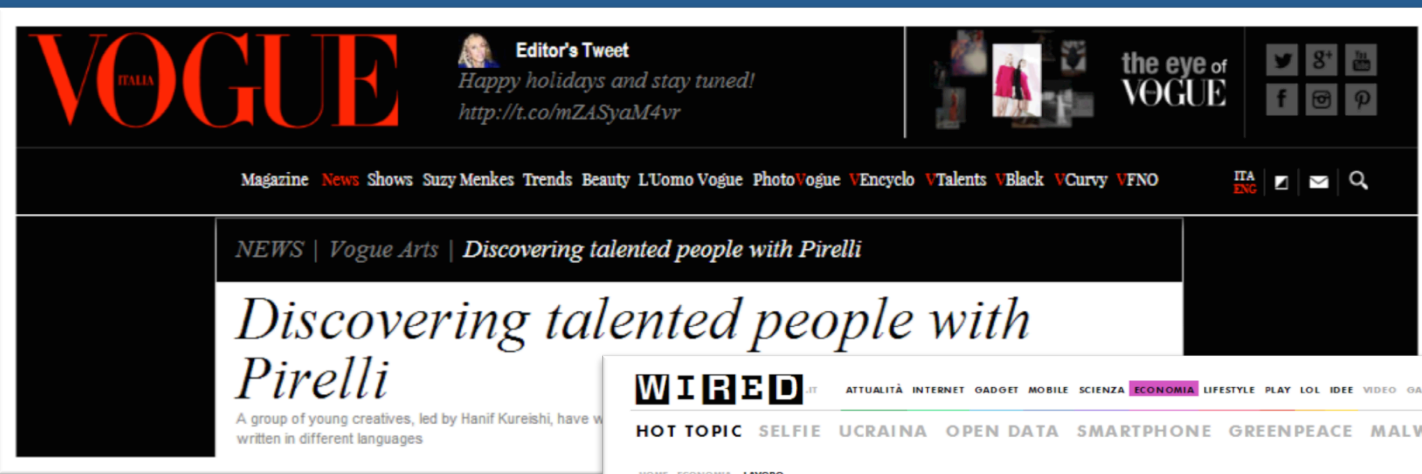 VOGUE
ITALIA
Editor's Tweet
Happy holidays and stay tuned!
http://t.co/mZASyaM4vr
the eye of
VOGUE
Magazine News Shows Suzy Menkes Trends Beauty L'Uomo Vogue PhotoVogue VEncyclo VTalents VBlack VCurvy VFNO
ITA
ENG
NEWS | Vogue Arts | Discovering talented people with Pirelli
Discovering talented people with
Pirelli
A group of young creatives, led by Hanif Kureishi, have w
written in different languages
WIRED.IT
ATTUALITÀ INTERNET GADGET MOBILE SCIENZA ECONOMIA LIFESTYLE PLAY LOL IDEE VIDEO GA
HOT TOPIC SELFIE UCRAINA OPEN DATA SMARTPHONE GREENPEACE MALW